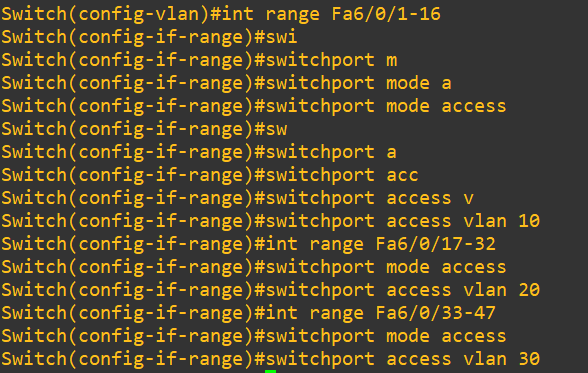 Switch(config-vlan)#int range Fa6/0/1-16
Switch(config-if-range)#swi
Switch(config-if-range)#switchport m
Switch(config-if-range)#switchport mode a
Switch(config-if-range)#switchport mode access
Switch(config-if-range)#sw
Switch(config-if-range)#switchport a
Switch(config-if-range)#switchport acc
Switch(config-if-range)#switchport access v
Switch(config-if-range)#switchport access vlan 10
Switch(config-if-range)#int range Fa6/0/17-32
Switch(config-if-range)#switchport mode access
Switch(config-if-range)#switchport access vlan 20
Switch(config-if-range)#int range Fa6/0/33-47
Switch(config-if-range)#switchport mode access
Switch(config-if-range)#switchport access vlan 30